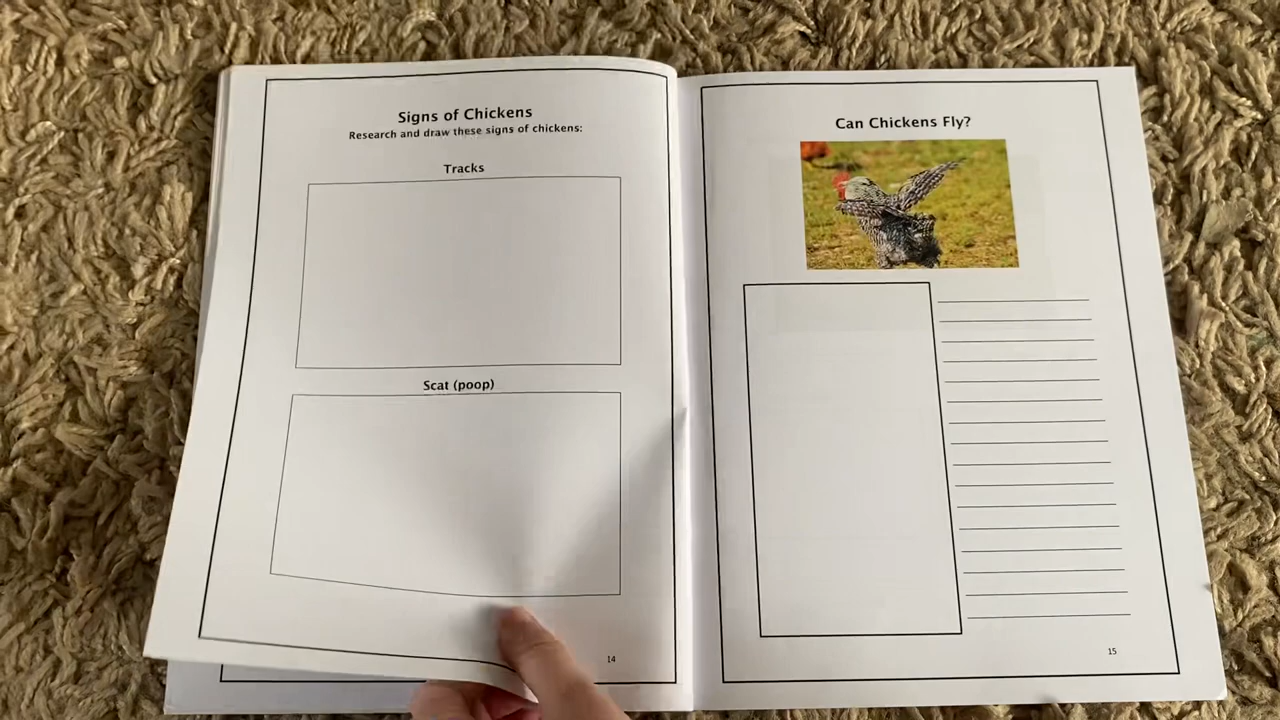 Signs of Chickens
Research and draw these signs of chickens:
Tracks
Scat (poop)
14
Can Chickens Fly?
15